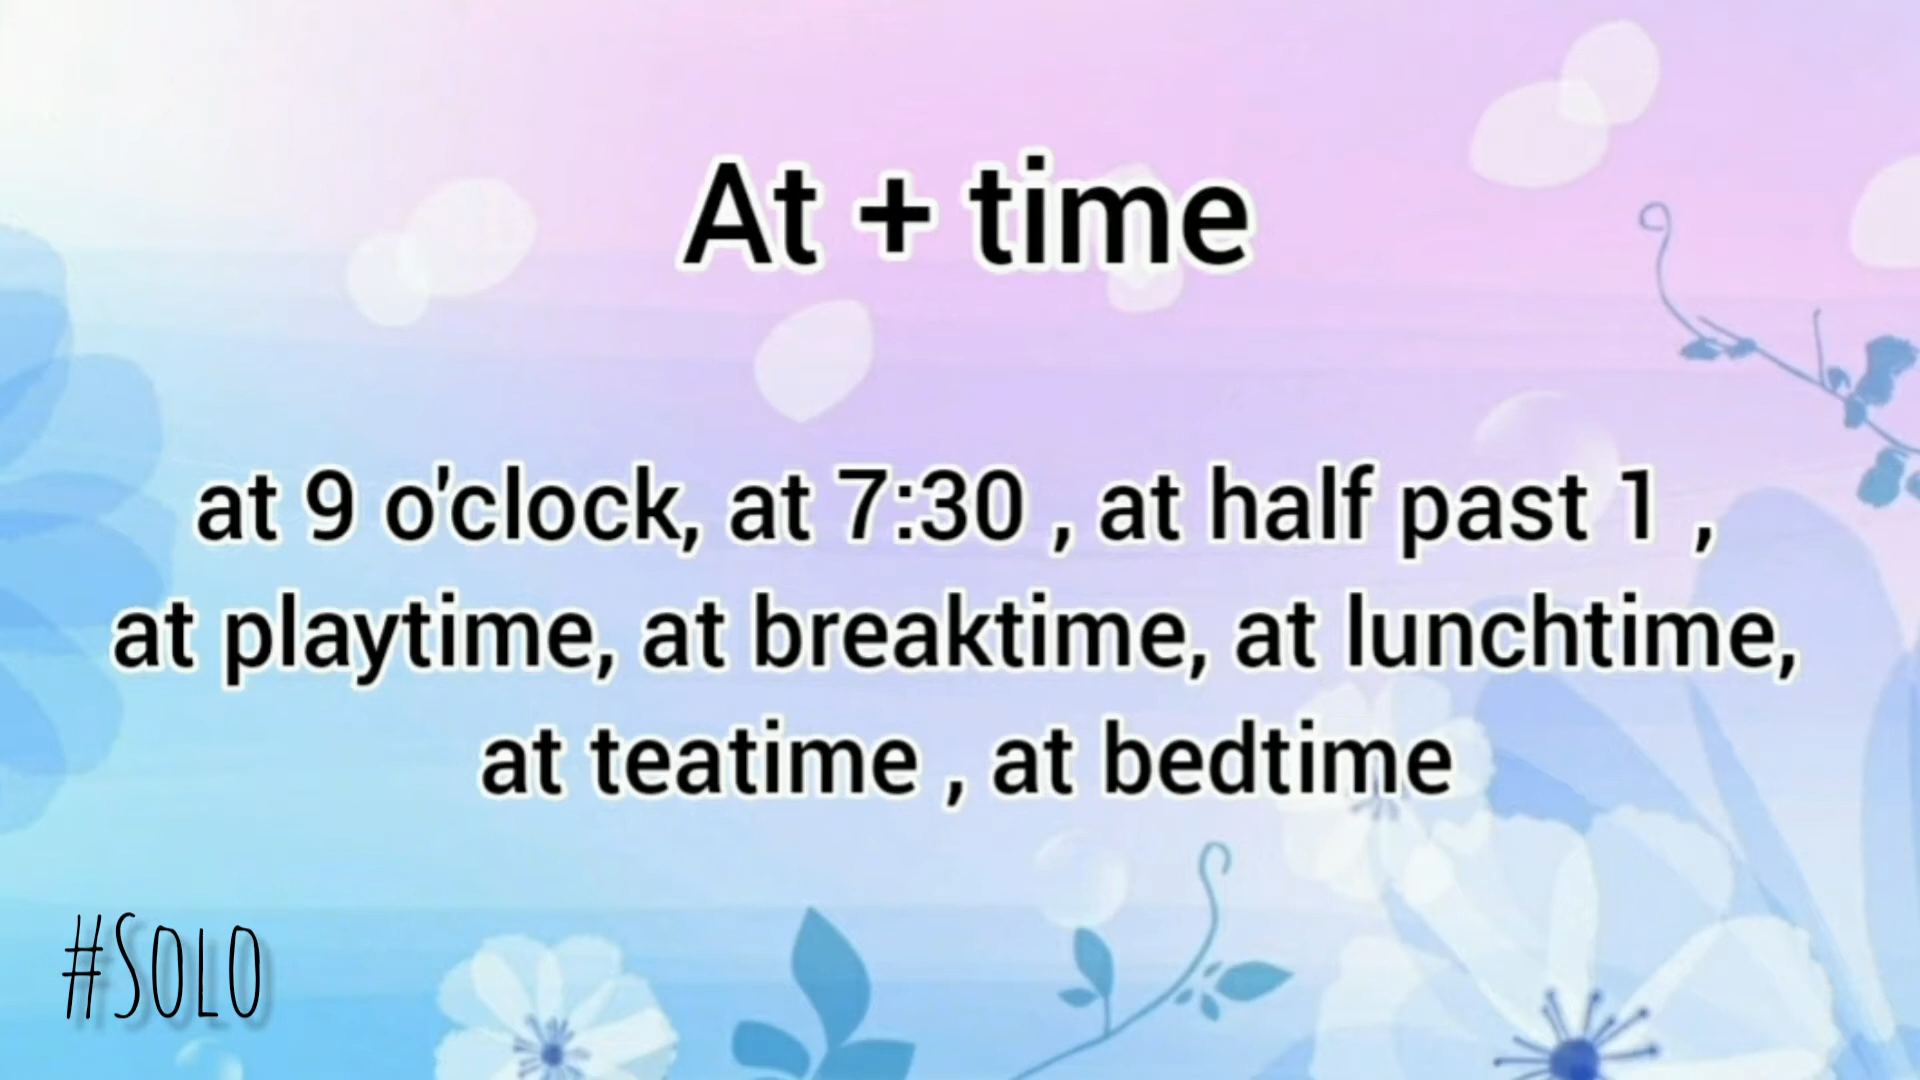 At + time
at 9 o'clock, at 7:30 , at half past 1 ,
at playtime, at breaktime, at lunchtime,
at teatime , at bedtime
#Solo